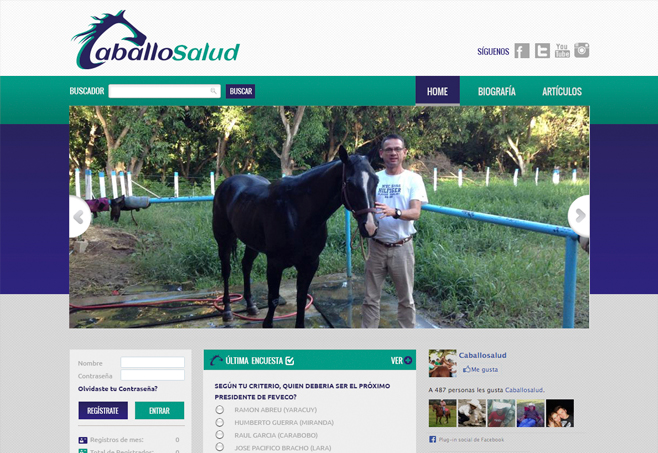 CaballoSalud
SÍGUENOS
You Tube
BUSCADOR
BUSCAR
HOME
BIOGRAFÍA
ARTÍCULOS
Nombre
Contraseña
Olvidaste tu Contraseña?
REGÍSTRATE
ENTRAR
Registros de mes: 0
Total de Registrados: 0
ÚLTIMA ENCUESTA
VER
SEGÚN TU CRITERIO, QUIEN DEBERIA SER EL PRÓXIMO
PRESIDENTE DE FEVECO?
RAMON ABREU (YARACUY)
HUMBERTO GUERRA (MIRANDA)
RAUL GARCIA (CARABOBO)
JOSE PACIFICO BRACHO (LARA)
Caballosalud
Me gusta
A 487 personas les gusta Caballosalud.
Plug-in social de Facebook